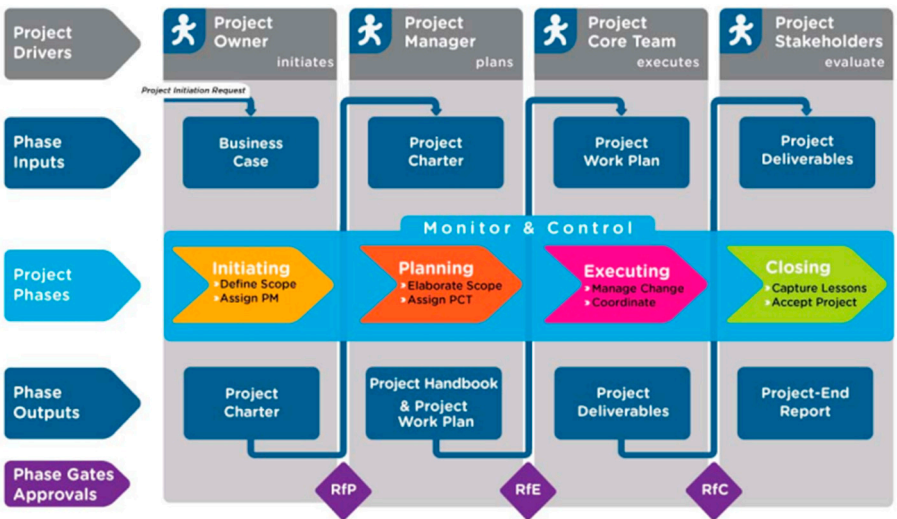 Project
Drivers
Project
Owner
initiates
Project
Manager
plans
Project
Core Team
executes
Project
Stakeholders
evaluate
Project Initiation Request
Phase
Inputs
Business
Case
Project
Charter
Project
Work Plan
Project
Deliverables
Monitor & Control
Project
Phases
Initiating
»Define Scope
»Assign PM
Planning
»Elaborate Scope
»Assign PCT
Executing
»Manage Change
»Coordinate
Closing
»Capture Lessons
»Accept Project
Phase
Outputs
Project
Charter
Project Handbook
& Project
Work Plan
Project
Deliverables
Project-End
Report
Phase Gates
Approvals
RfP
RfE
RfC